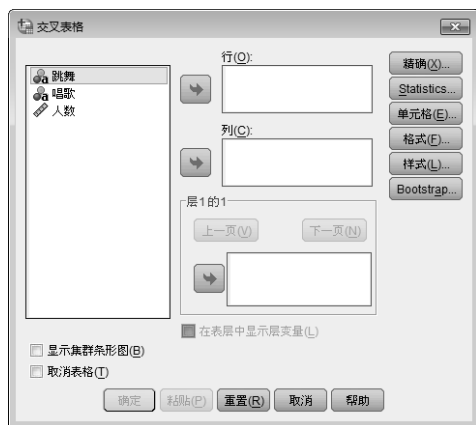 交叉表格
跳舞
唱歌
人数
行(O):
列(C):
层1的1
上一页(V)
下一页(N)
在表层中显示层变量(L)
精确(X)...
Statistics...
单元格(E)...
格式(F)...
样式(L)...
Bootstrap...
显示集群条形图(B)
取消表格(T)
确定
粘贴(P)
重置(R)
取消
帮助